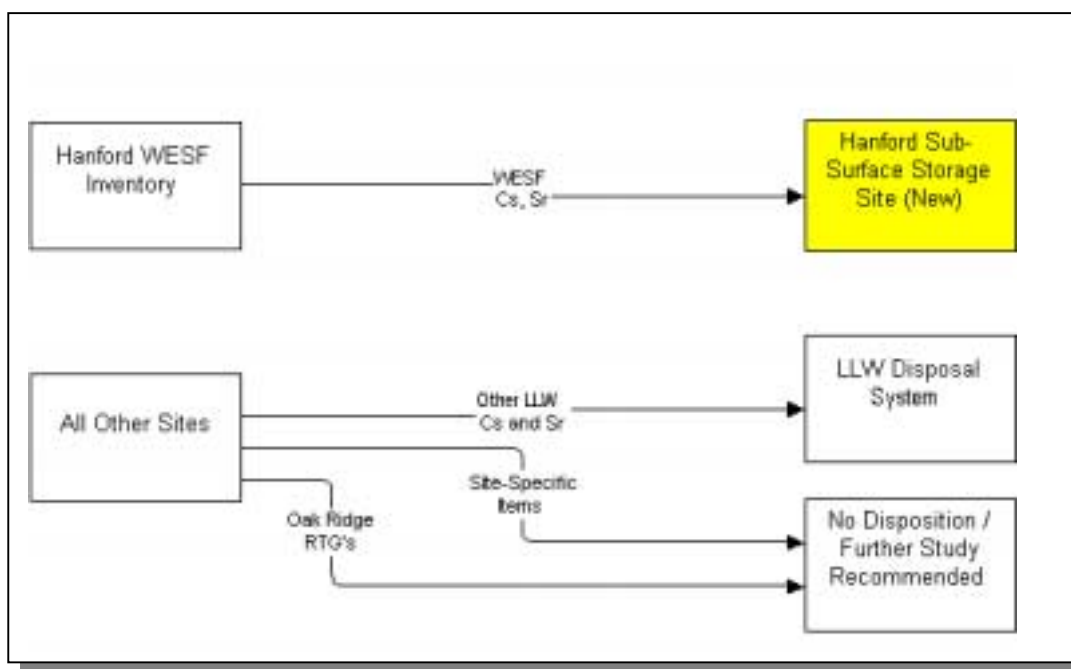 Hanford WESF
Inventory
WESF
Cs, Sr
Hanford Sub-
Surface Storage
Site (New)
All Other Sites
Other LLW
Cs and Sr
LLW Disposal
System
Site-Specific
Items
Oak Ridge
RTG's
No Disposition /
Further Study
Recommended